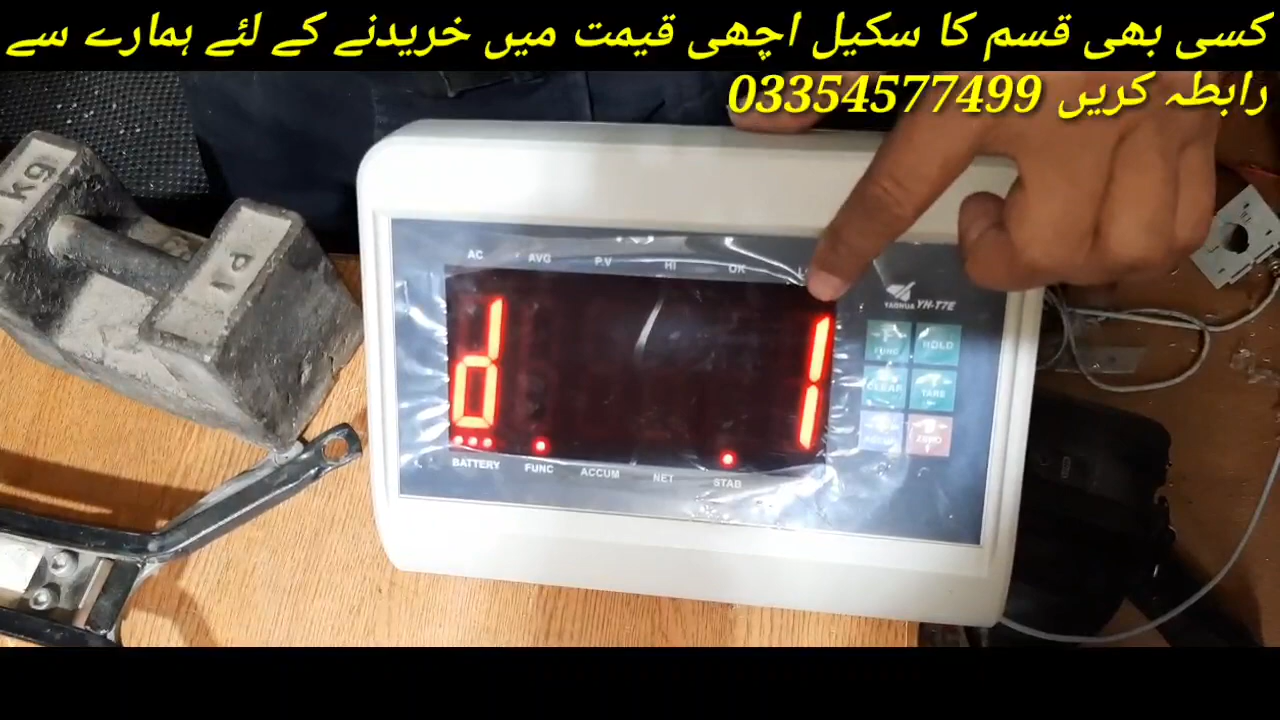 کسی بھی قسم کا سکیل اچھی قیمت میں خریدنے کے لئے ہمارے سے
رابطہ کریں 03354577499
kg
AC AVG P.V HI OK
YAOHUA YH-T7E
d 1
FUNC HOLD
CLEAR TARE
ZERO
BATTERY FUNC ACCUM NET STAB